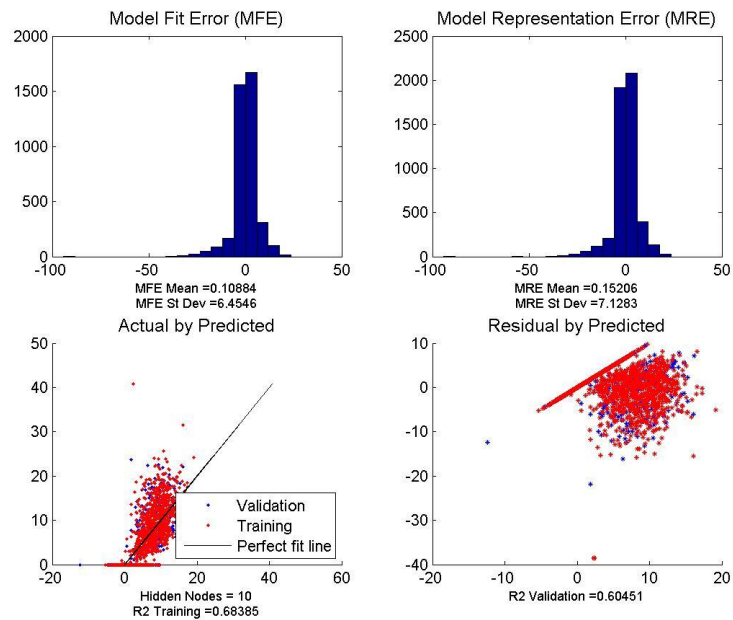 Model Fit Error (MFE)
2000
1500
1000
500
0
-100
-50
0
50
MFE Mean =0.10884
MFE St Dev =6.4546
Model Representation Error (MRE)
2500
2000
1500
1000
500
0
-100
-50
0
50
MRE Mean =0.15206
MRE St Dev =7.1283
Actual by Predicted
50
40
30
20
10
0
-20
0
20
40
60
Validation
Training
Perfect fit line
Hidden Nodes = 10
R2 Training =0.68385
Residual by Predicted
10
0
-10
-20
-30
-40
-20
-10
0
10
20
R2 Validation =0.60451